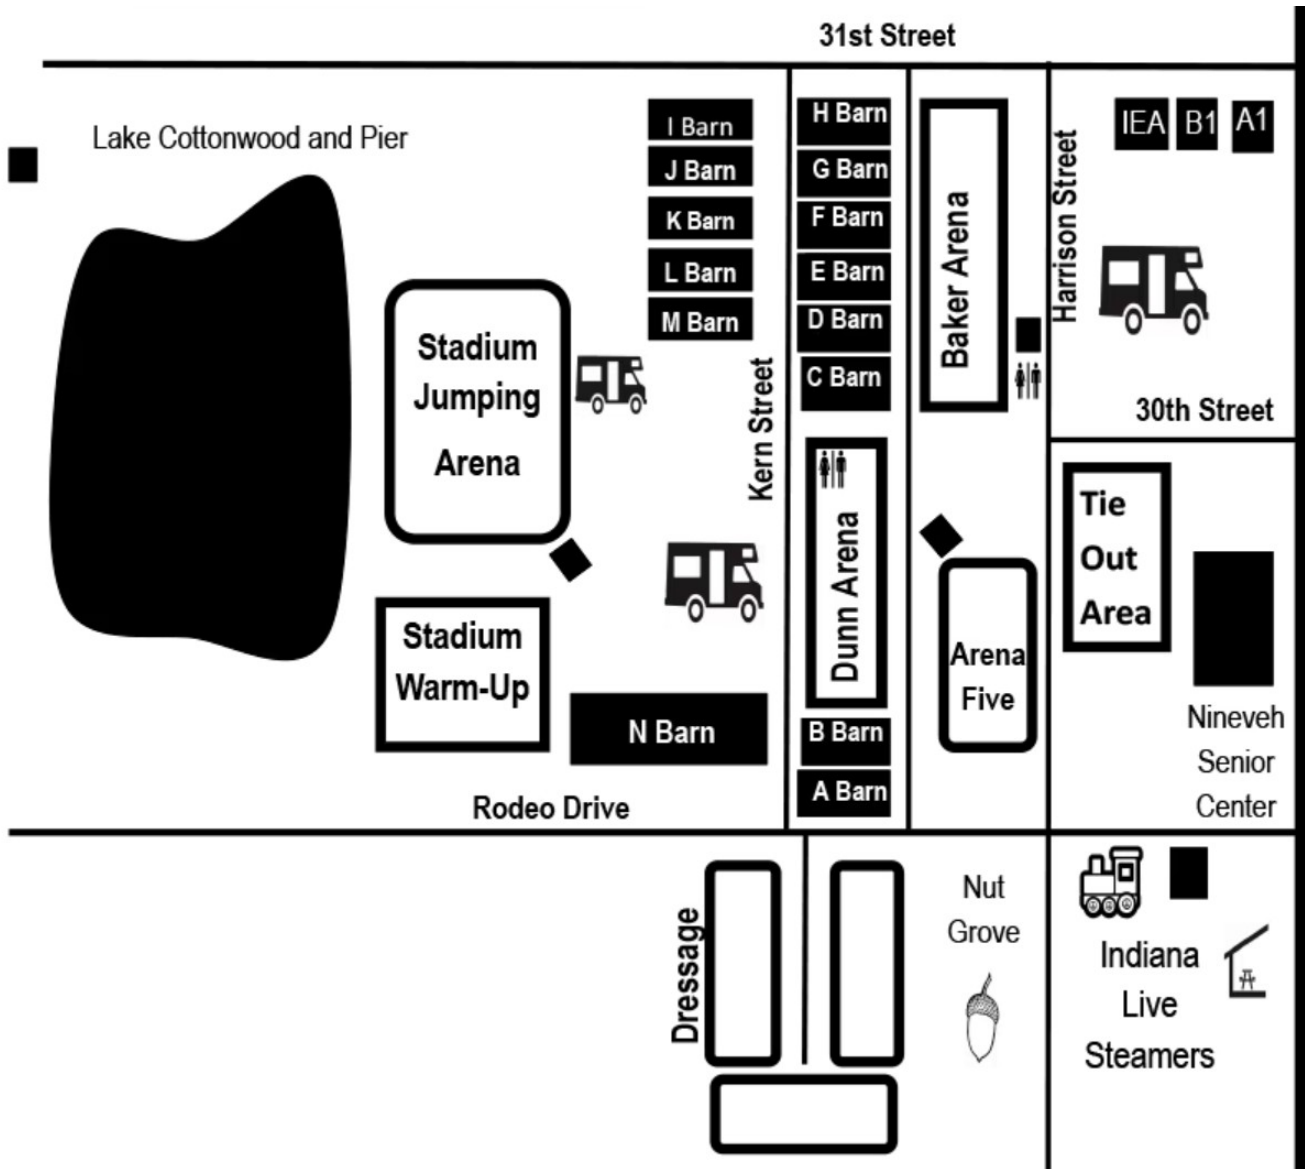 31st Street
Lake Cottonwood and Pier
I Barn
J Barn
K Barn
L Barn
M Barn
H Barn
G Barn
F Barn
E Barn
D Barn
C Barn
Baker Arena
Harrison Street
IEA
B1
A1
30th Street
Stadium
Jumping
Arena
Kern Street
Dunn Arena
Tie
Out
Area
Stadium
Warm-Up
N Barn
B Barn
A Barn
Arena
Five
Nineveh
Senior
Center
Rodeo Drive
Dressage
Nut
Grove
Indiana
Live
Steamers